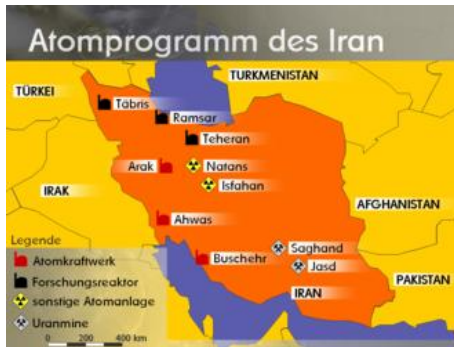 Atomprogramm des Iran
TURKMENISTAN
TÜRKEI
Täbris
Ramsar
Teheran
Arak
Natans
Isfahan
IRAK
AFGHANISTAN
Ahwas
Legende
Saghand
Atomkraftwerk
Buschehr
Jasd
Forschungsreaktor
PAKISTAN
sonstige Atomanlage
IRAN
Uranmine
0 200 400 km